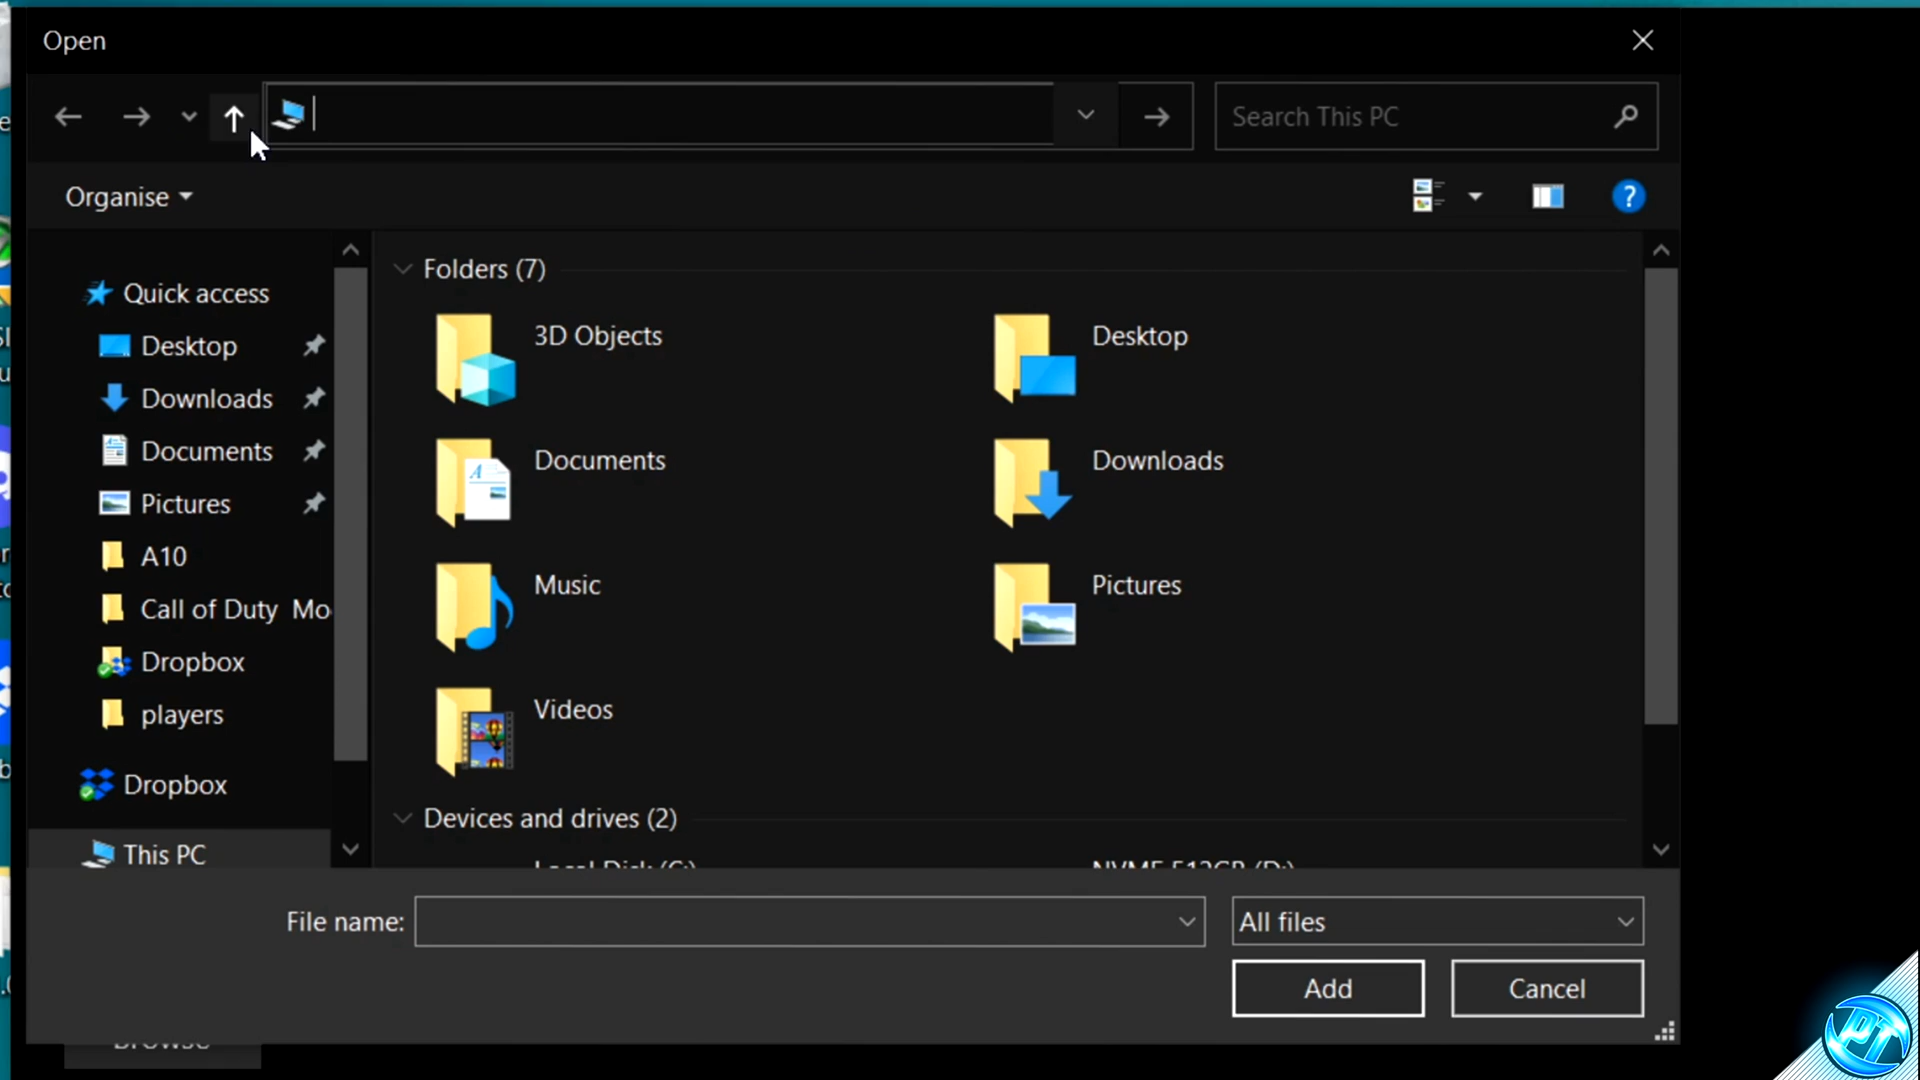 Open
Search This PC
Organise
Quick access
Desktop
Downloads
Documents
Pictures
A10
Call of Duty Mo
Dropbox
players
Dropbox
This PC
Folders (7)
3D Objects
Desktop
Documents
Downloads
Music
Pictures
Videos
Devices and drives (2)
Local Disk (C:)
NVME 512GB (D:)
File name:
All files
Add
Cancel
Browse
PT